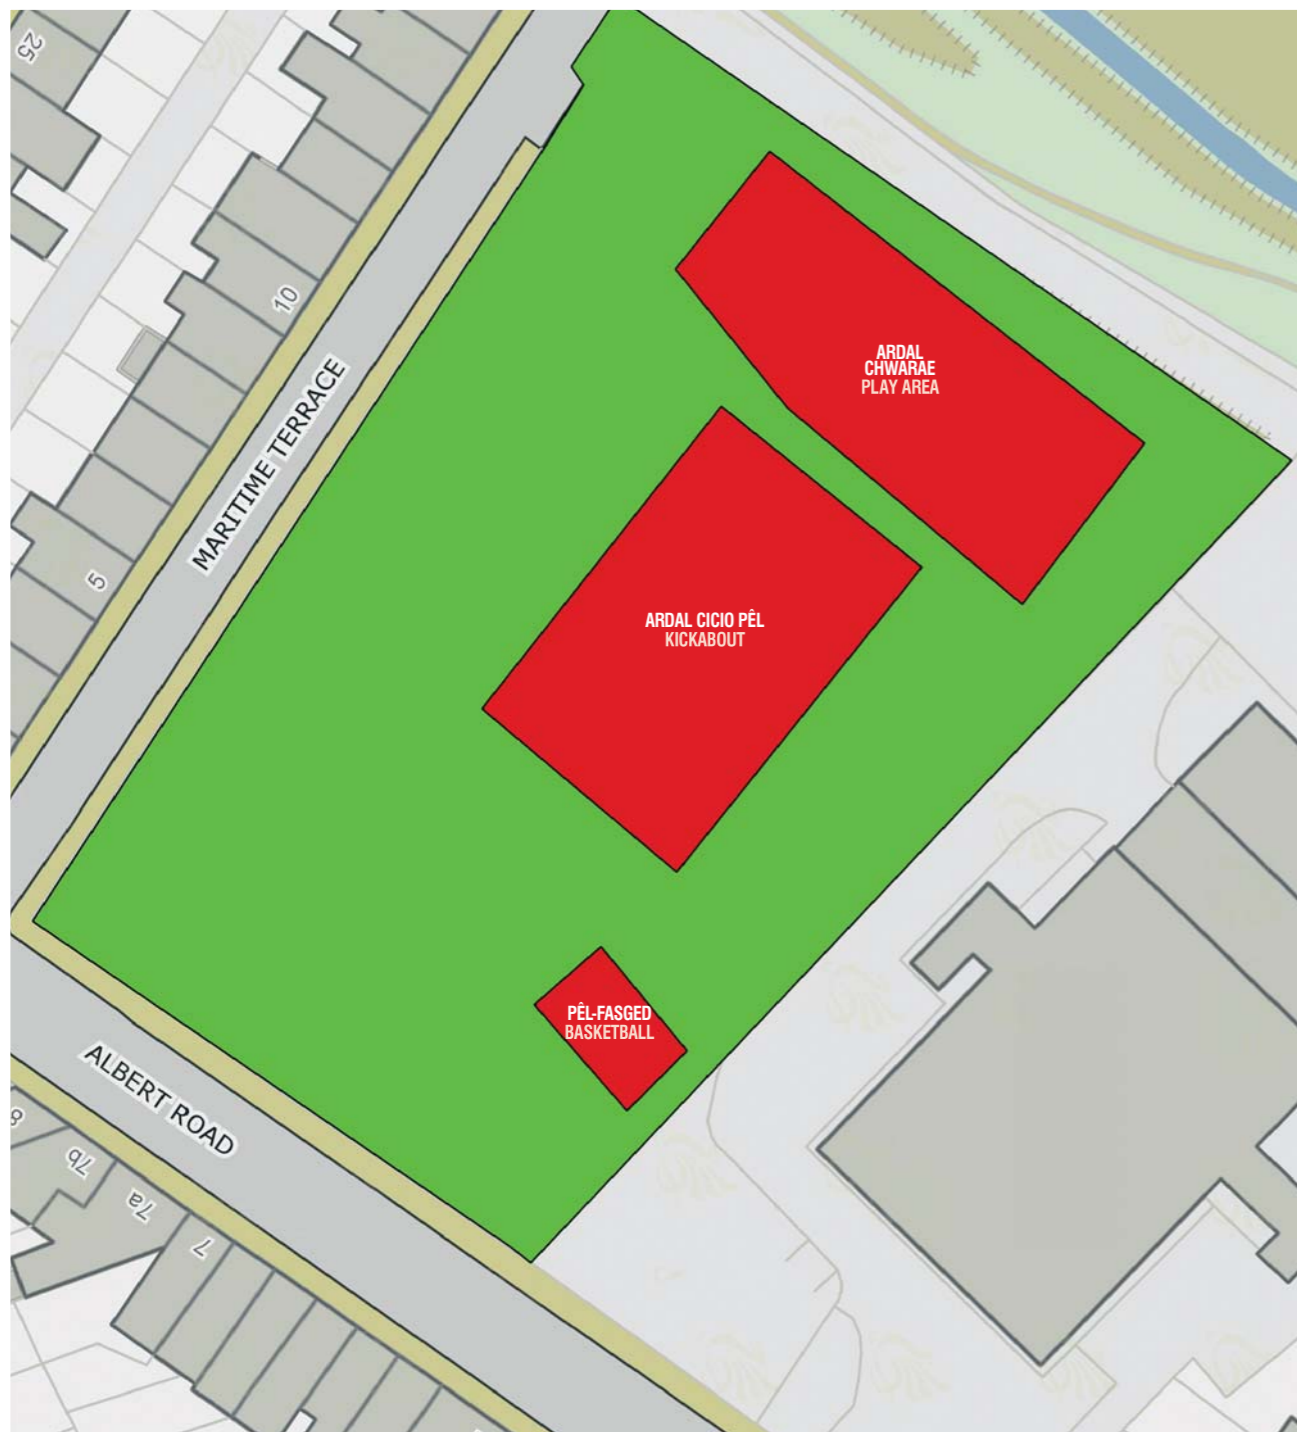 25
10
MARITIME TERRACE
5
ARDAL
CHWARAE
PLAY AREA
ARDAL CICIO PÊL
KICKABOUT
PÊL-FASGED
BASKETBALL
ALBERT ROAD
8
7b
7a
7